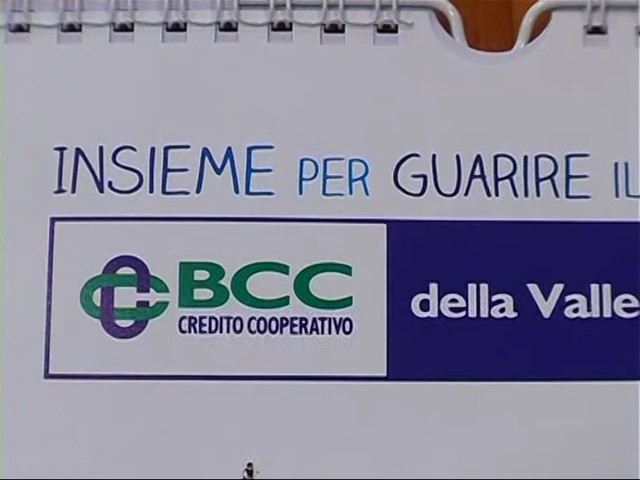 INSIEME PER GUARIRE IL
BCC
CREDITO COOPERATIVO
della Valle